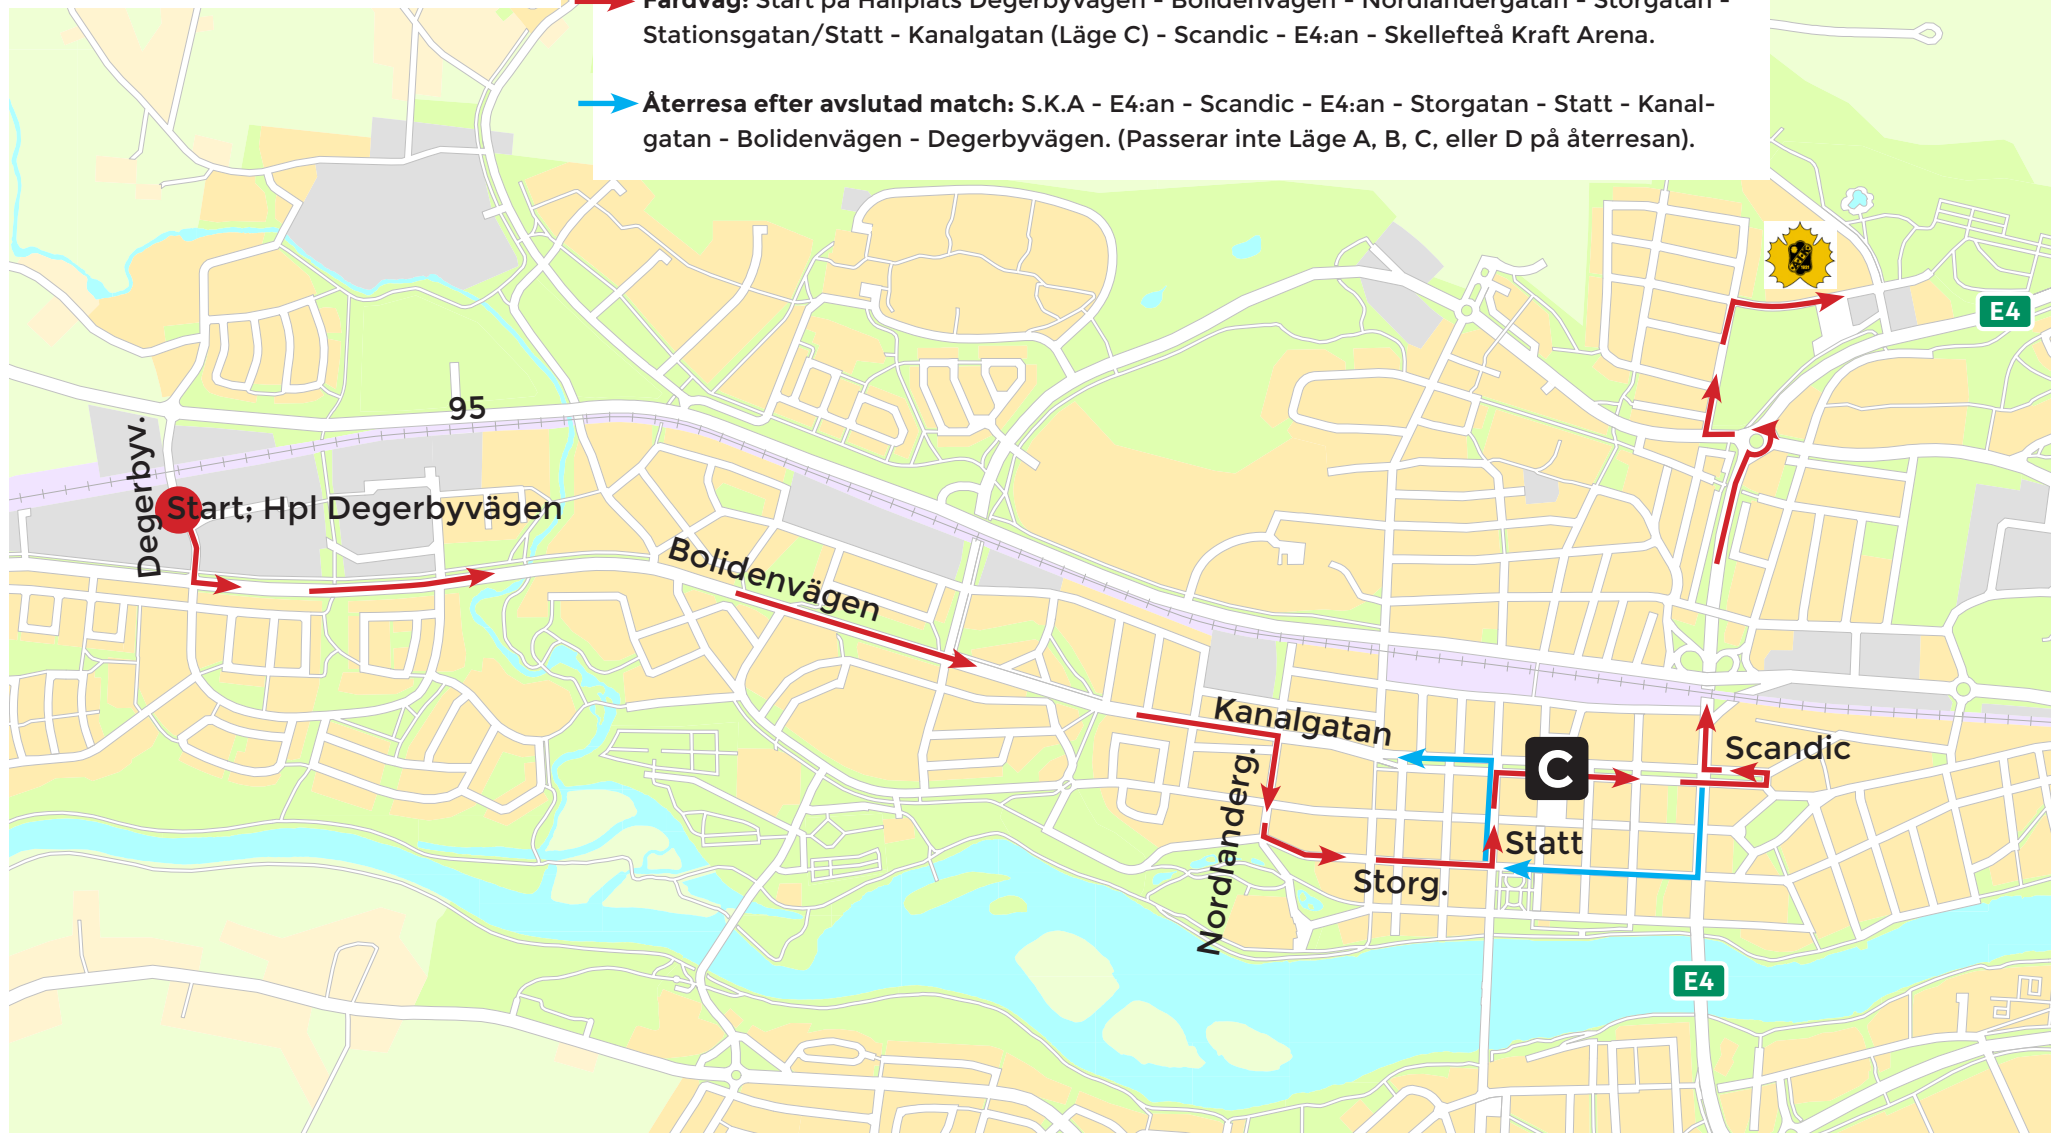 Färdväg: Start på Hållplats Degerbyvägen - Bolidenvägen - Nordlandergatan - Storgatan -
Stationsgatan/Statt - Kanalgatan (Läge C) - Scandic - E4:an - Skellefteå Kraft Arena.
Återresa efter avslutad match: S.K.A - E4:an - Scandic - E4:an - Storgatan - Statt - Kanal-
gatan - Bolidenvägen - Degerbyvägen. (Passerar inte Läge A, B, C, eller D på återresan).
E4
95
Degerbyv.
Start; Hpl Degerbyvägen
Bolidenvägen
Kanalgatan
Nordlanderg.
C
Scandic
Statt
Storg.
E4